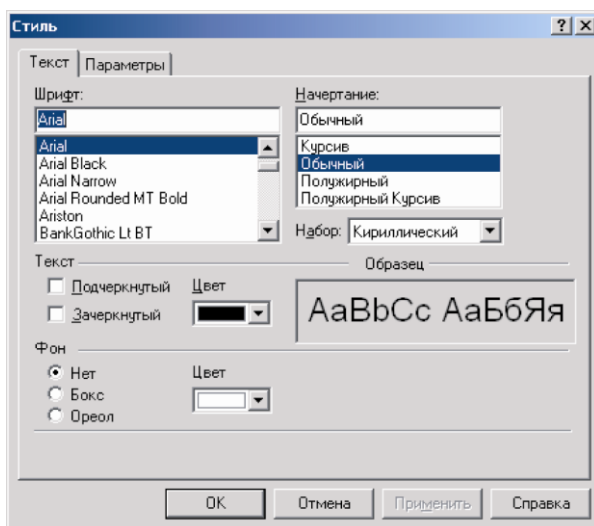 Стиль
Текст Параметры
Шрифт: Начертание:
Arial Обычный
Arial Курсив
Arial Black Обычный
Arial Narrow Полужирный
Arial Rounded MT Bold Полужирный Курсив
Ariston
BankGothic Lt BT Набор: Кириллический
Текст Образец
Подчеркнутый Цвет
Зачеркнутый
AaBbCc АаБбЯя
Фон
Нет Цвет
Бокс
Ореол
OK Отмена Применить Справка